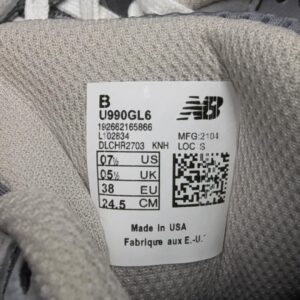 B
U990GL6
192662165866
L102834
DLCHR2703 KNH
NB
MFG:2104
LOC S
07½ US
05½ UK
38 EU
24.5 CM
Made in USA
Fabrique aux E.-U.